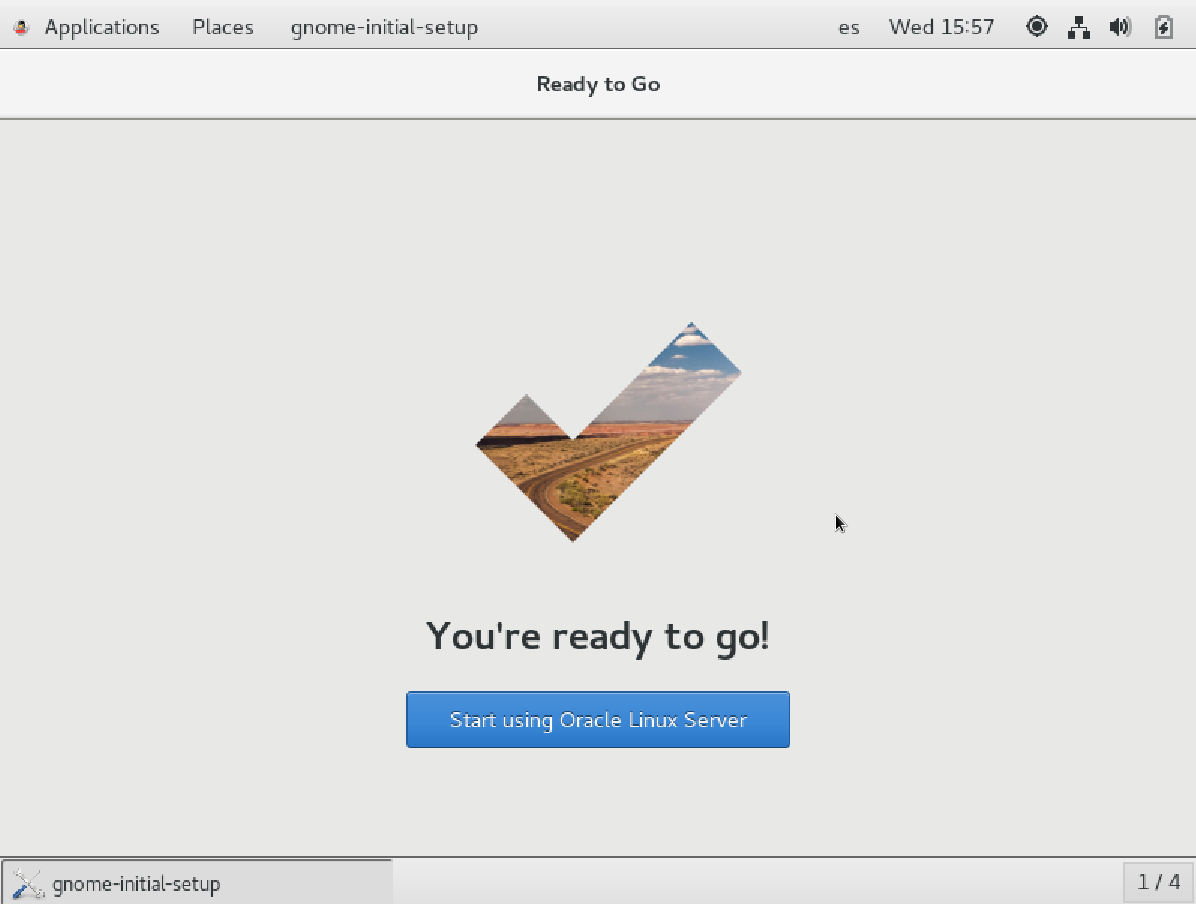 Applications Places gnome-initial-setup es Wed 15:57
Ready to Go
You're ready to go!
Start using Oracle Linux Server
gnome-initial-setup 1 / 4